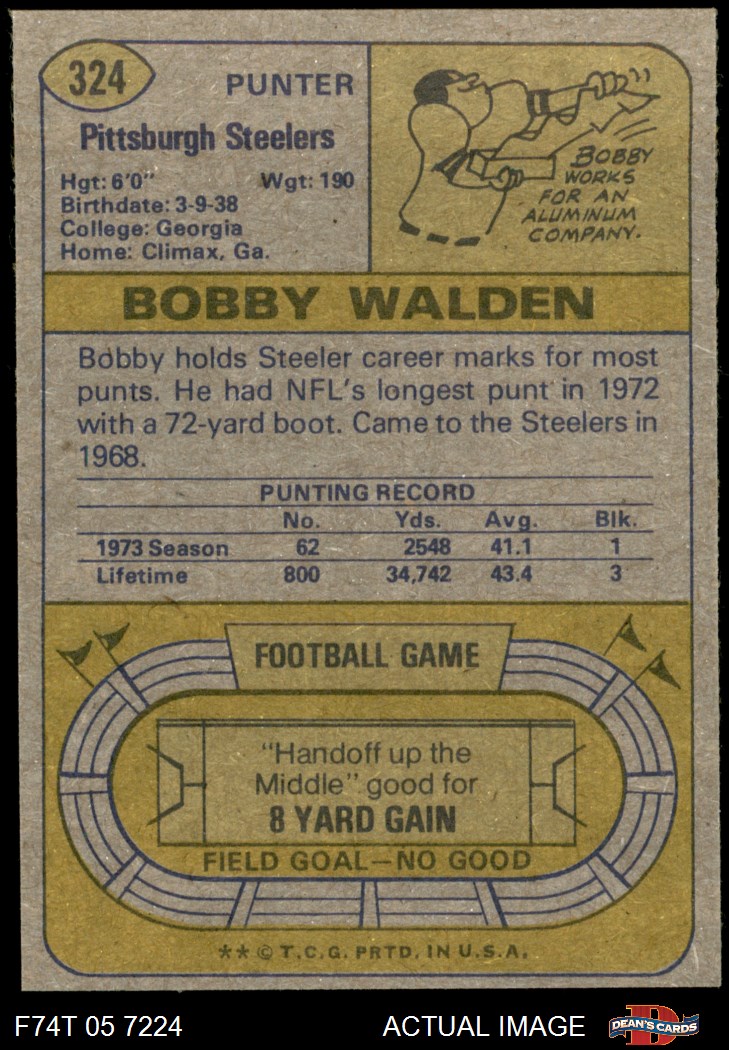 324
PUNTER
Pittsburgh Steelers
Hgt: 6'0" Wgt: 190
Birthdate: 3-9-38
College: Georgia
Home: Climax, Ga.
BOBBY
WORKS
FOR AN
ALUMINUM
COMPANY.
BOBBY WALDEN
Bobby holds Steeler career marks for most
punts. He had NFL's longest punt in 1972
with a 72-yard boot. Came to the Steelers in
1968.
PUNTING RECORD
No. Yds. Avg. Blk.
1973 Season 62 2548 41.1 1
Lifetime 800 34,742 43.4 3
FOOTBALL GAME
"Handoff up the
Middle" good for
8 YARD GAIN
FIELD GOAL—NO GOOD
** © T.C.G. PRTD. IN U.S.A.
F74T 05 7224 ACTUAL IMAGE DEAN'S CARDS